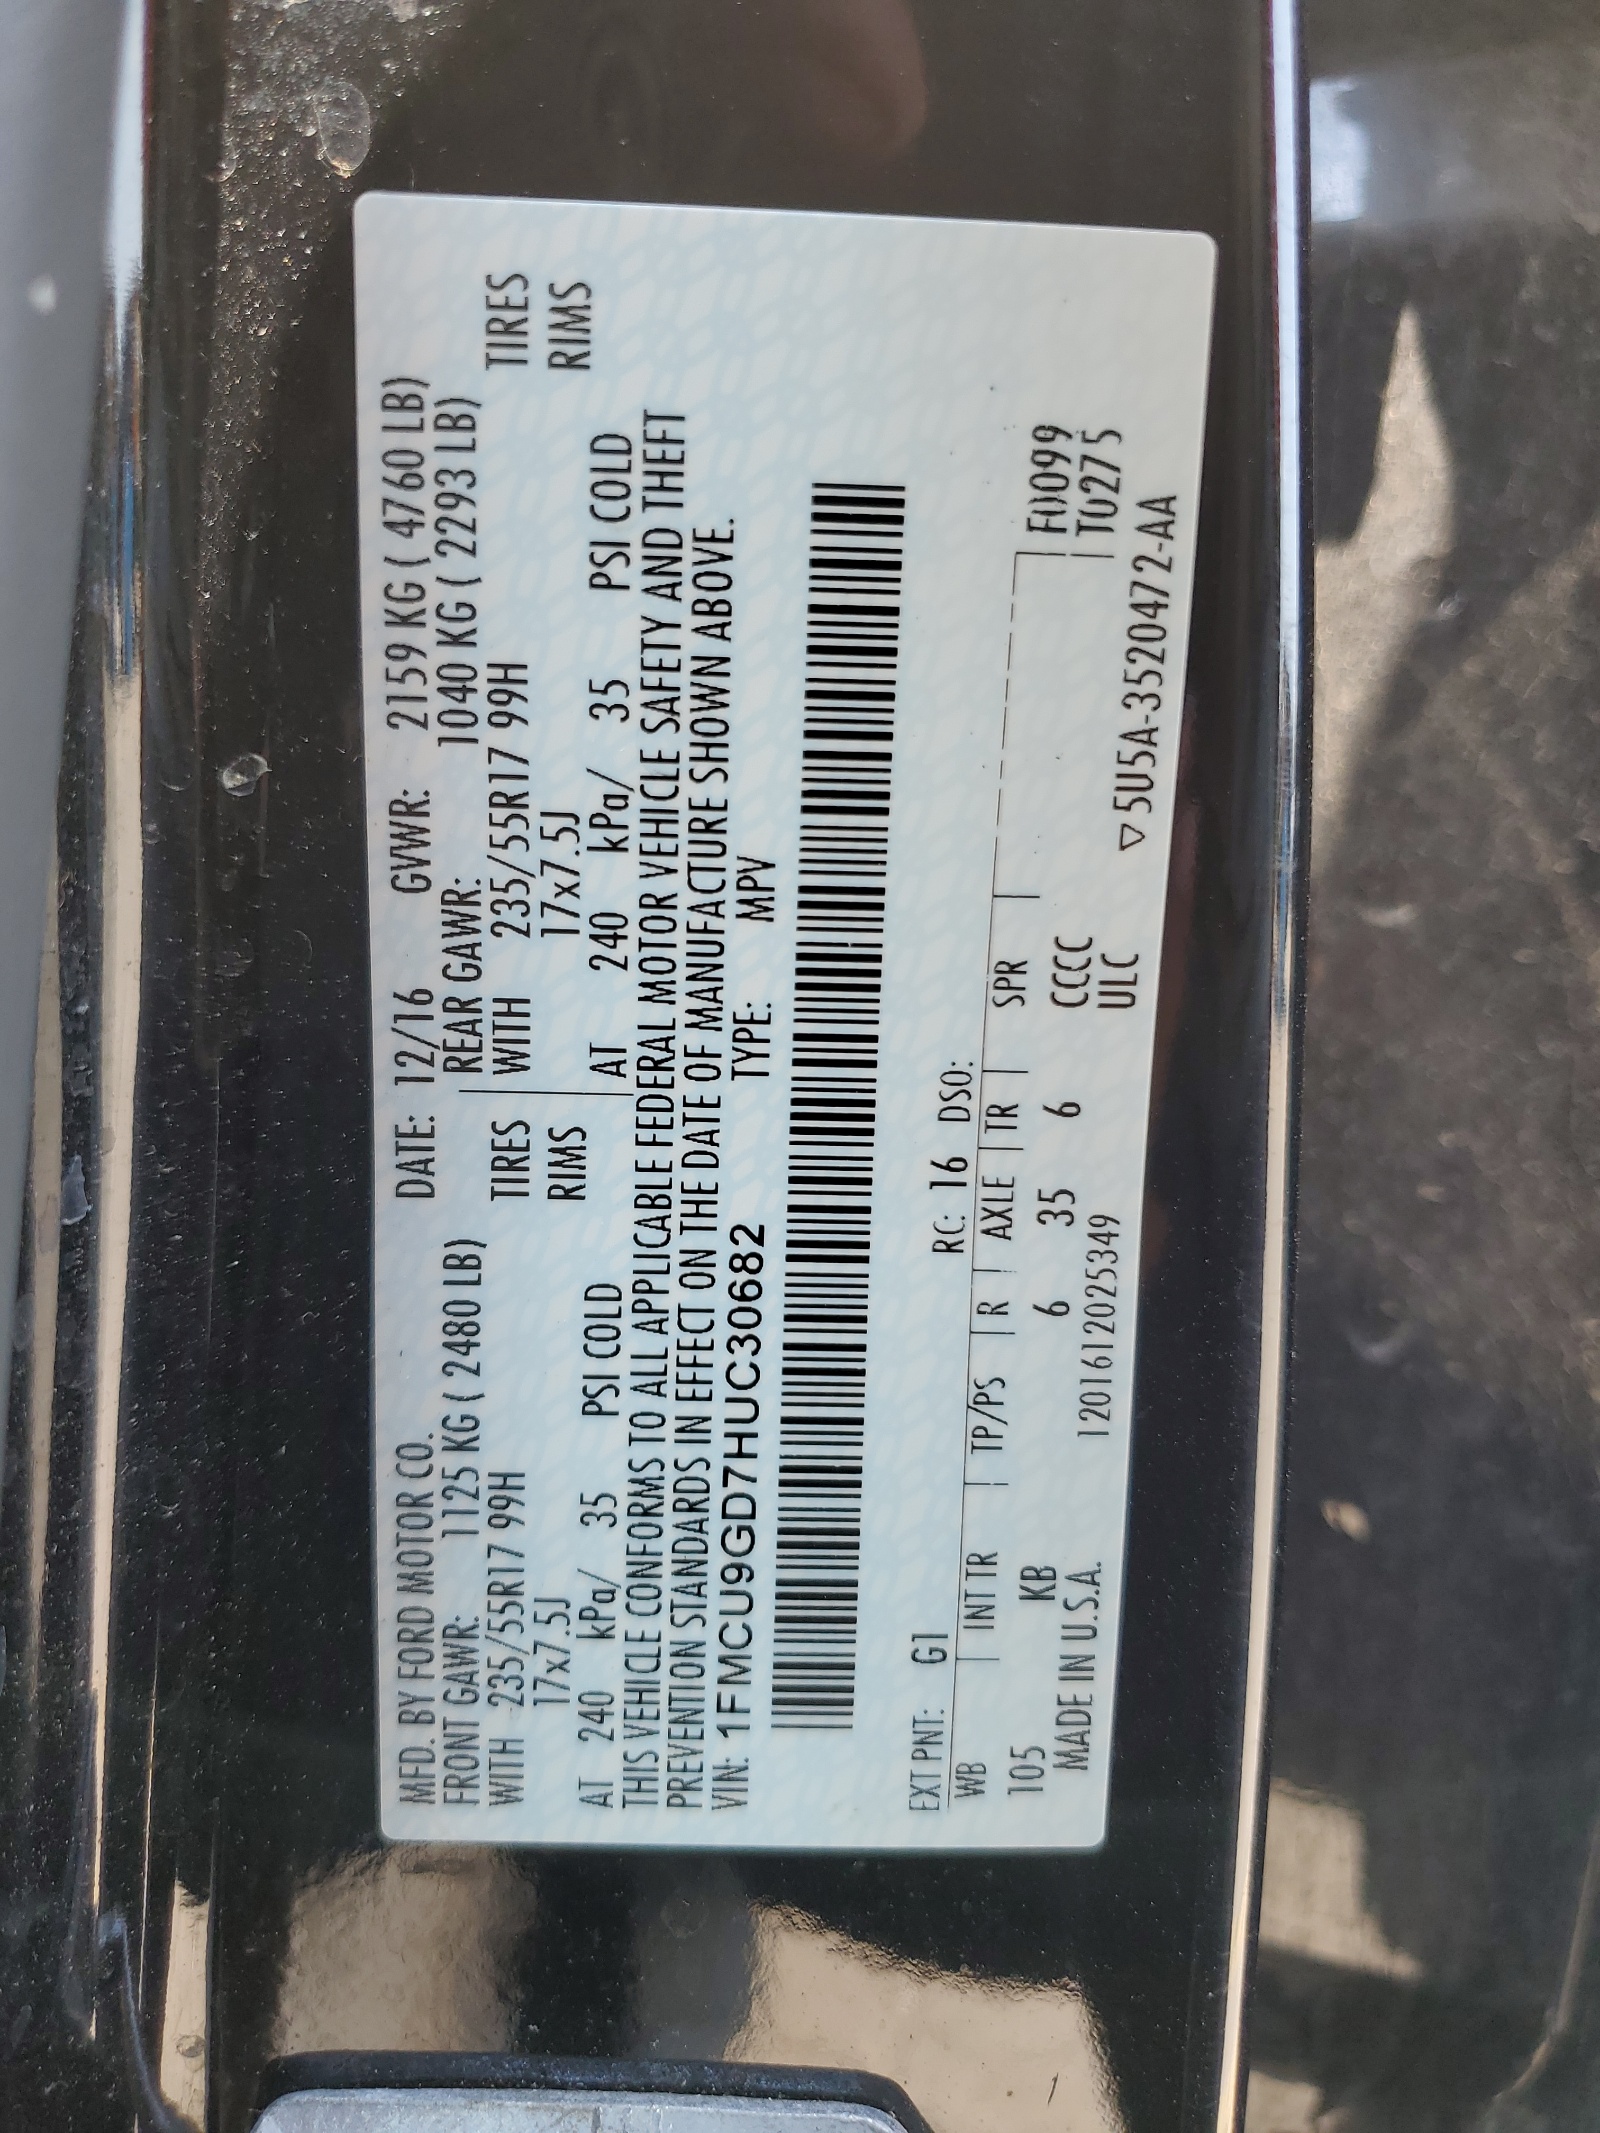 MFD. BY FORD MOTOR CO. DATE: 12/16 GVWR: 2159 KG ( 4760 LB)
FRONT GAWR: 1125 KG ( 2480 LB) REAR GAWR: 1040 KG ( 2293 LB)
WITH 235/55R17 99H TIRES WITH 235/55R17 99H TIRES
17x7.5J RIMS 17x7.5J RIMS
AT 240 kPa/ 35 PSI COLD AT 240 kPa/ 35 PSI COLD
THIS VEHICLE CONFORMS TO ALL APPLICABLE FEDERAL MOTOR VEHICLE SAFETY AND THEFT
PREVENTION STANDARDS IN EFFECT ON THE DATE OF MANUFACTURE SHOWN ABOVE.
VIN: 1FMCU9GD7HUC30682 TYPE: MPV
EXT PNT: G1 RC: 16 DSO:
WB | INT TR | TP/PS | R | AXLE | TR | SPR |
105 KB 6 35 6 CCCC F0099
ULC T0275
MADE IN U.S.A. 1201612025349
▽ 5U5A-3520472-AA